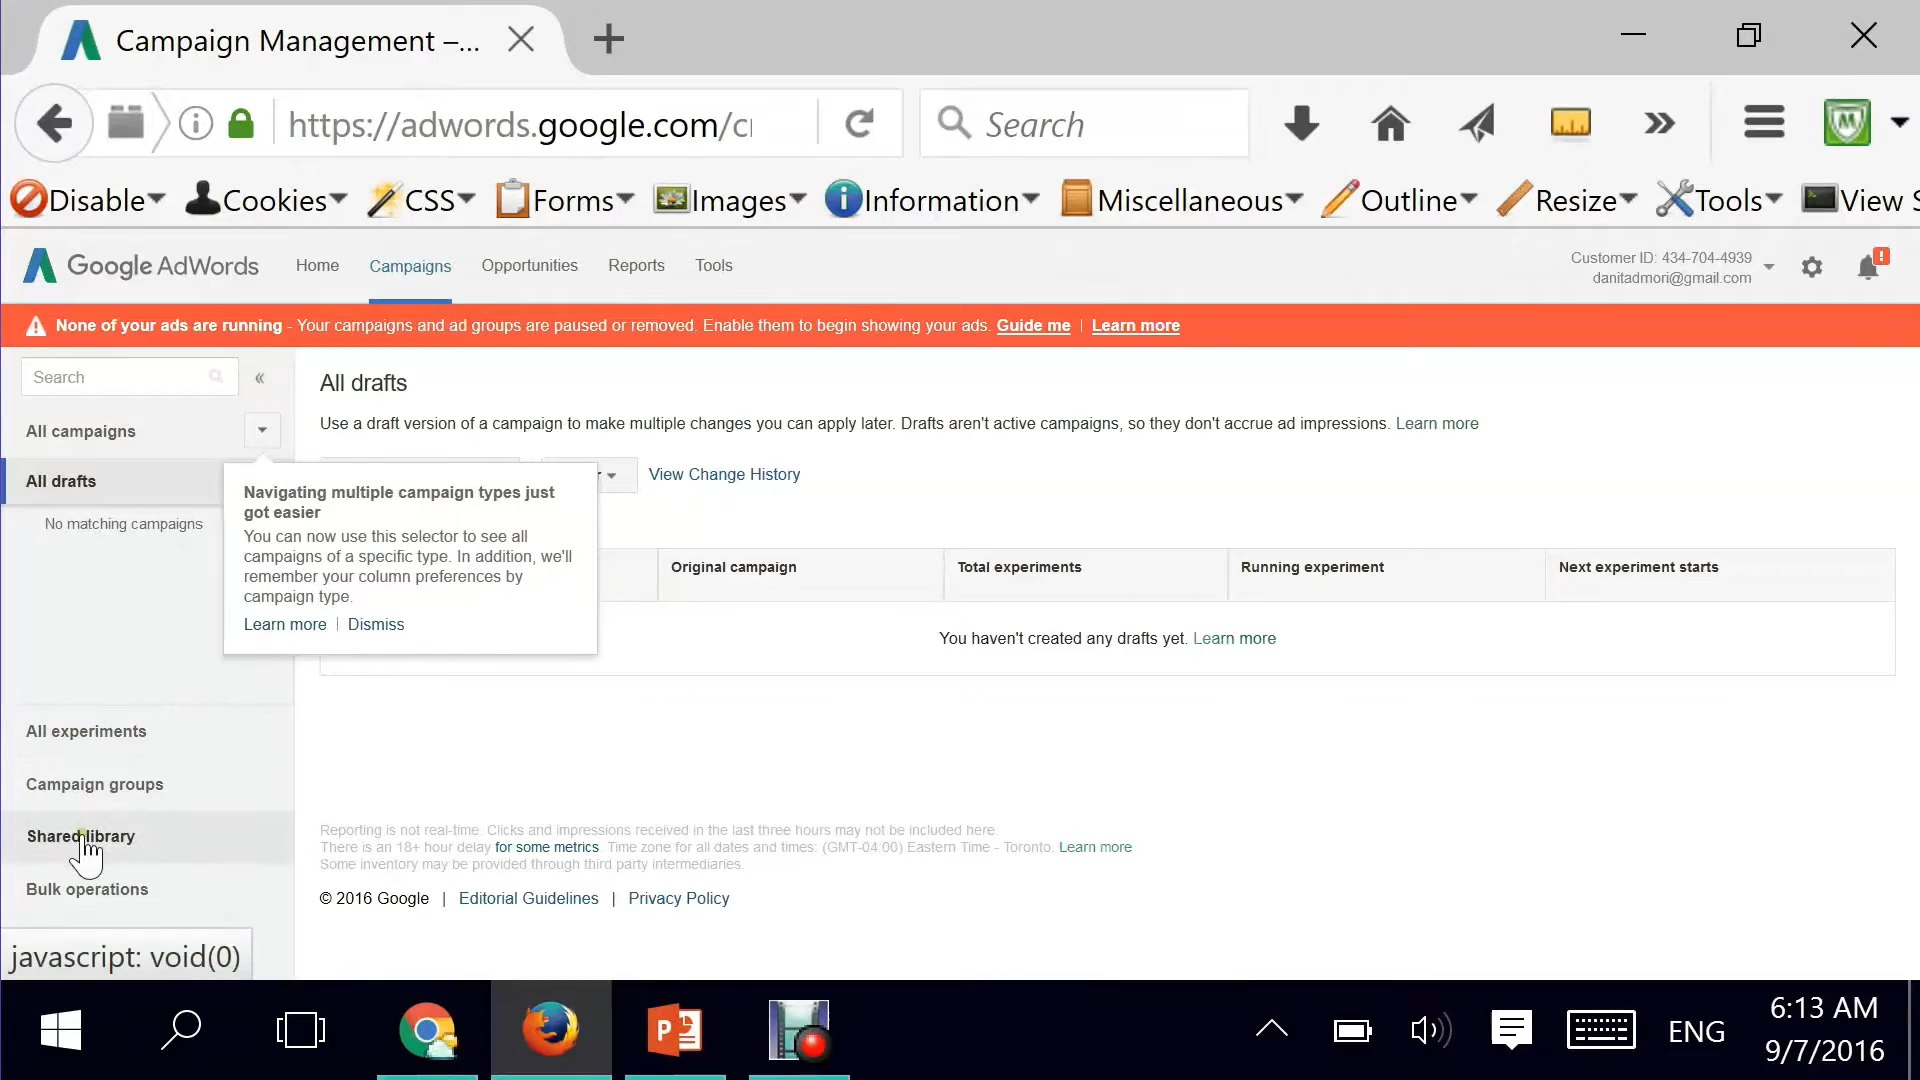 Campaign Management –...
https://adwords.google.com/c
Search
Disable Cookies CSS Forms Images Information Miscellaneous Outline Resize Tools View S
Google AdWords
Home Campaigns Opportunities Reports Tools
Customer ID: 434-704-4939
danitadmori@gmail.com
None of your ads are running - Your campaigns and ad groups are paused or removed. Enable them to begin showing your ads. Guide me | Learn more
Search «
All drafts
All campaigns
Use a draft version of a campaign to make multiple changes you can apply later. Drafts aren't active campaigns, so they don't accrue ad impressions. Learn more
All drafts
View Change History
No matching campaigns
Navigating multiple campaign types just
got easier
You can now use this selector to see all
campaigns of a specific type. In addition, we'll
remember your column preferences by
campaign type.
Learn more | Dismiss
Original campaign Total experiments Running experiment Next experiment starts
You haven't created any drafts yet. Learn more
All experiments
Campaign groups
Shared library
Bulk operations
Reporting is not real-time. Clicks and impressions received in the last three hours may not be included here.
There is an 18+ hour delay for some metrics. Time zone for all dates and times: (GMT-04:00) Eastern Time - Toronto. Learn more
Some inventory may be provided through third party intermediaries.
© 2016 Google | Editorial Guidelines | Privacy Policy
javascript: void(0)
ENG
6:13 AM
9/7/2016